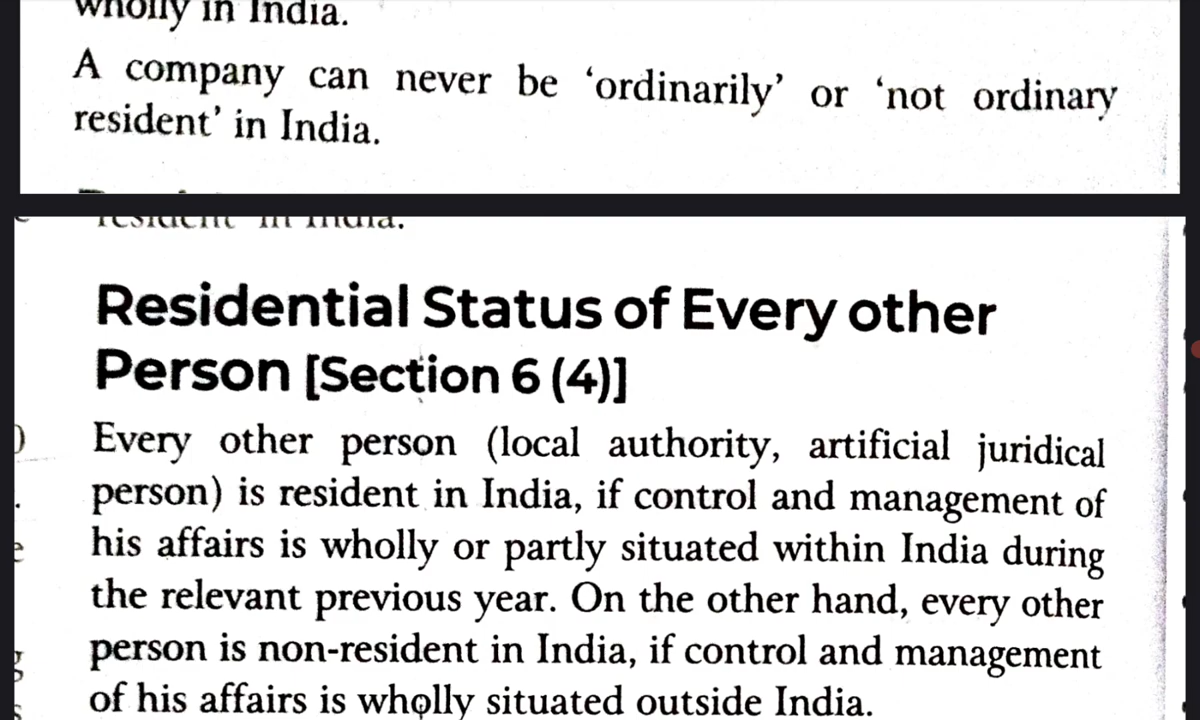 wholly in India.
A company can never be ‘ordinarily’ or ‘not ordinary
resident’ in India.
resident’ in India.
Residential Status of Every other
Person [Section 6 (4)]
Every other person (local authority, artificial juridical
person) is resident in India, if control and management of
his affairs is wholly or partly situated within India during
the relevant previous year. On the other hand, every other
person is non-resident in India, if control and management
of his affairs is wholly situated outside India.